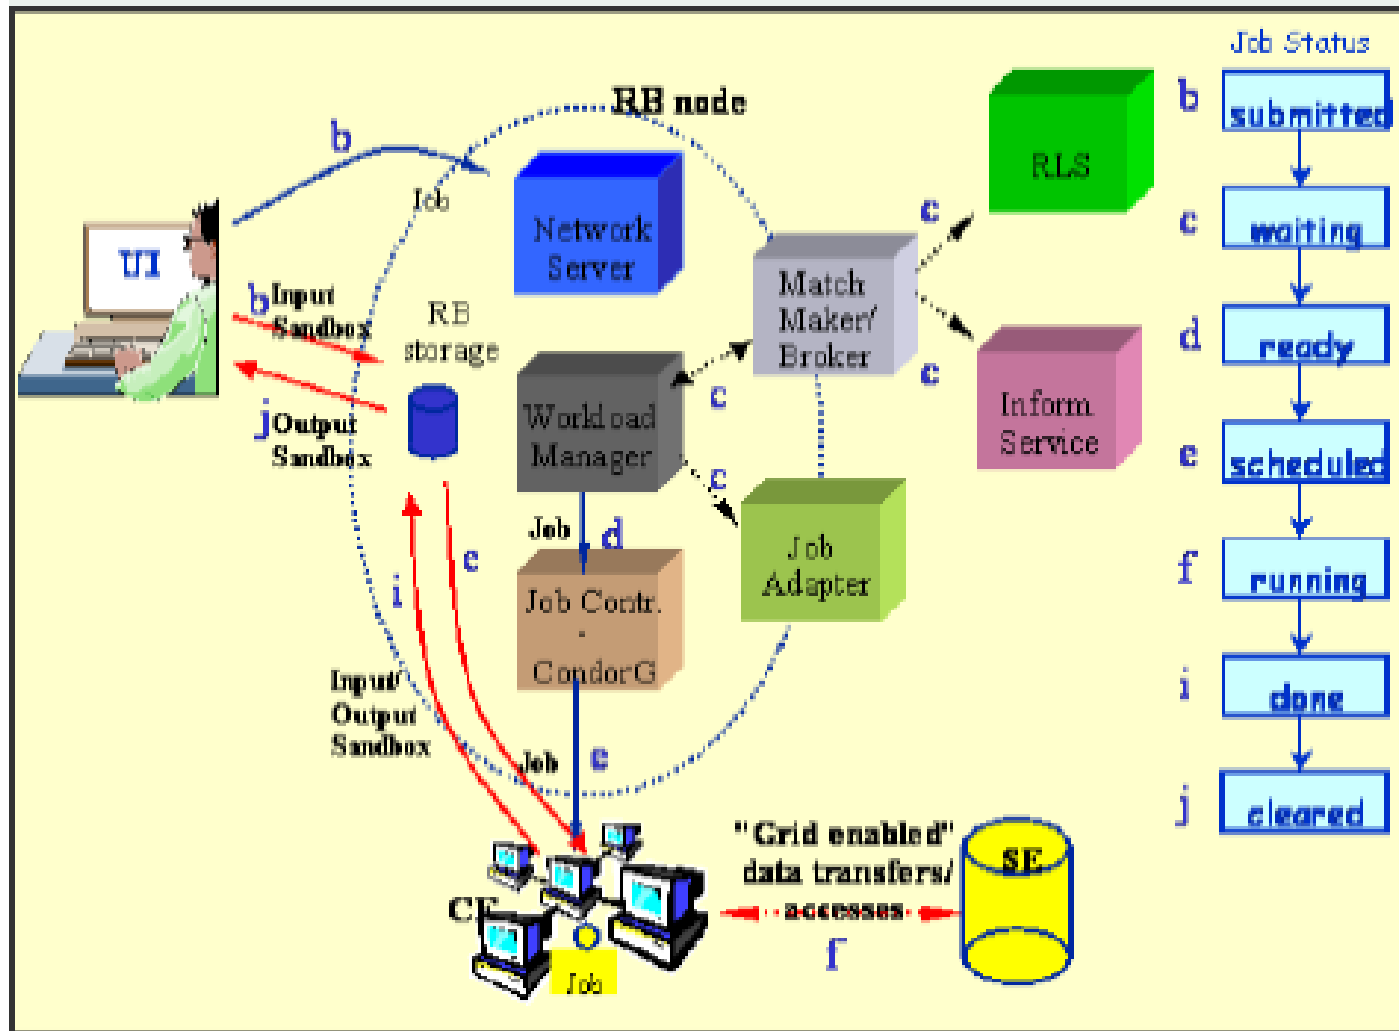 Job Status
RB node
b
submitted
b
RLS
Job
Network
Server
c
c
waiting
UI
Match
Maker/
Broker
b
Input
Sandbox
RB
storage
d
ready
c
c
j
Output
Sandbox
Workload
Manager
Inform.
Service
e
scheduled
c
Job
d
e
i
Job
Adapter
f
running
Job Contr.
-
CondorG
Input/
Output
Sandbox
i
done
Job
e
j
cleared
"Grid enabled"
data transfers/
accesses
SE
CE
f
Job